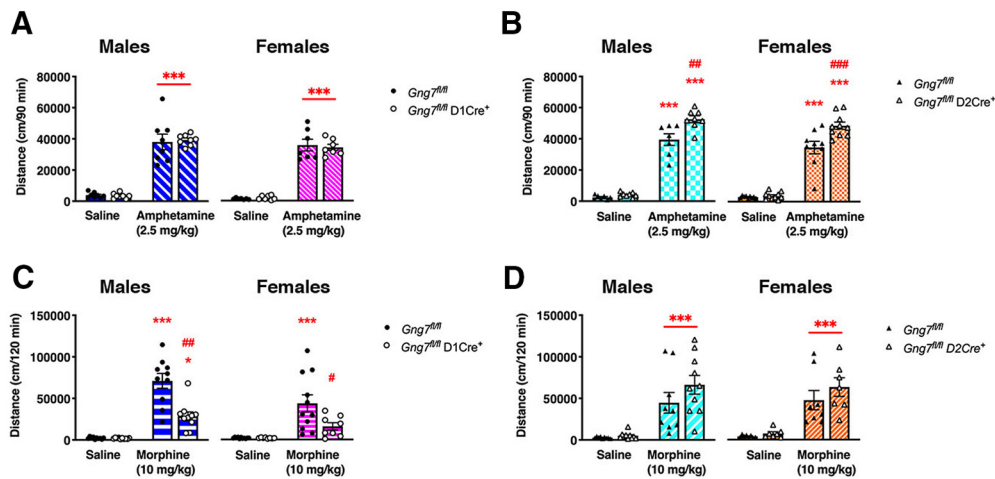 A
Males
Females
Distance (cm/90 min)
80000
60000
40000
20000
0
***
***
Saline
Amphetamine
(2.5 mg/kg)
Saline
Amphetamine
(2.5 mg/kg)
Gng7fl/fl
Gng7fl/fl D1Cre+
B
Males
Females
Distance (cm/90 min)
80000
60000
40000
20000
0
##
***
***
###
***
***
Saline
Amphetamine
(2.5 mg/kg)
Saline
Amphetamine
(2.5 mg/kg)
Gng7fl/fl
Gng7fl/fl D2Cre+
C
Males
Females
Distance (cm/120 min)
150000
100000
50000
0
***
##
*
***
#
Saline
Morphine
(10 mg/kg)
Saline
Morphine
(10 mg/kg)
Gng7fl/fl
Gng7fl/fl D1Cre+
D
Males
Females
Distance (cm/120 min)
150000
100000
50000
0
***
***
Saline
Morphine
(10 mg/kg)
Saline
Morphine
(10 mg/kg)
Gng7fl/fl
Gng7fl/fl D2Cre+